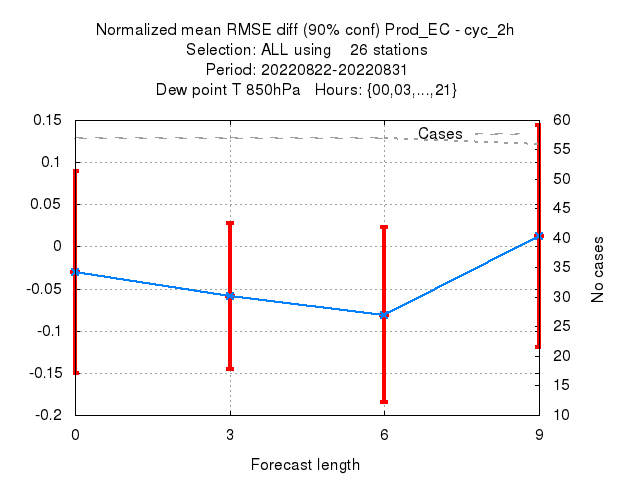 Normalized mean RMSE diff (90% conf) Prod_EC - cyc_2h
Selection: ALL using    26 stations
Period: 20220822-20220831
Dew point T 850hPa   Hours: {00,03,...,21}
0.15
0.1
0.05
0
-0.05
-0.1
-0.15
-0.2
Cases
60
55
50
45
40
35
30
25
20
15
10
No cases
0 3 6 9
Forecast length